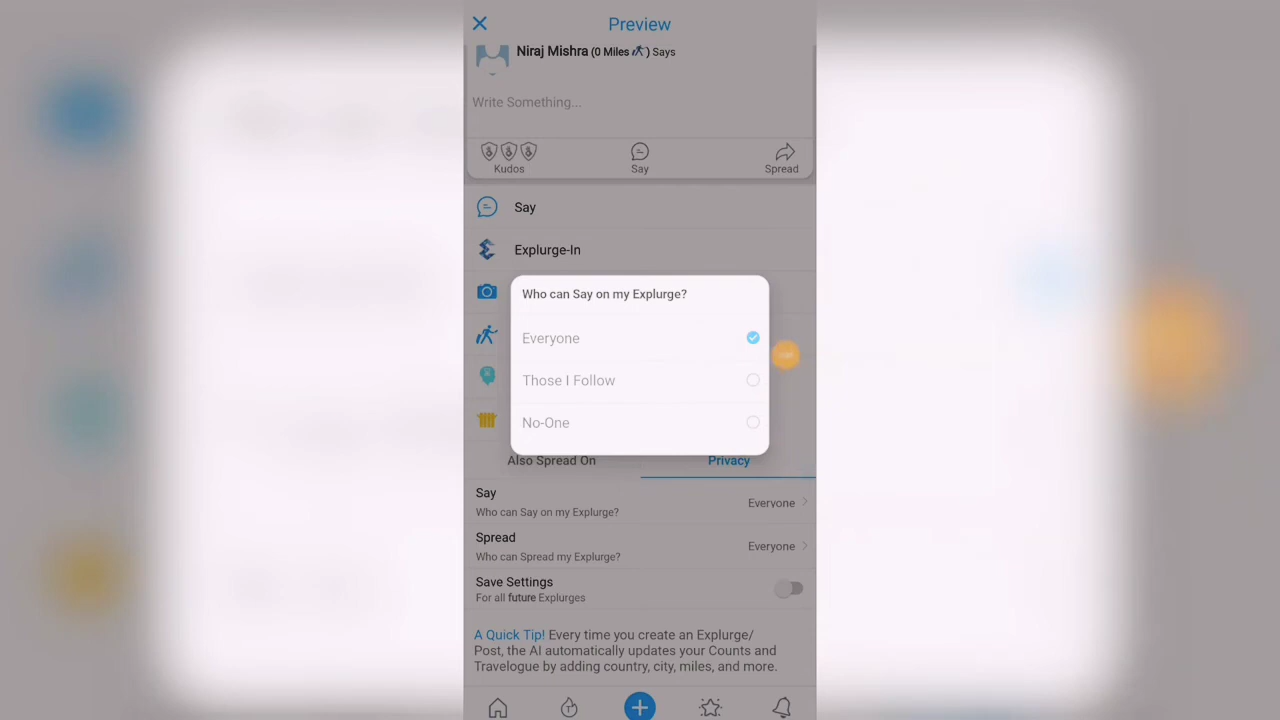 Preview
Niraj Mishra (0 Miles) Says
Write Something...
Kudos
Say
Spread
Say
Explurge-In
Who can Say on my Explurge?
Everyone
Those I Follow
No-One
Also Spread On
Privacy
Say
Who can Say on my Explurge?
Everyone
Spread
Who can Spread my Explurge?
Everyone
Save Settings
For all future Explurges
A Quick Tip! Every time you create an Explurge/
Post, the AI automatically updates your Counts and
Travelogue by adding country, city, miles, and more.